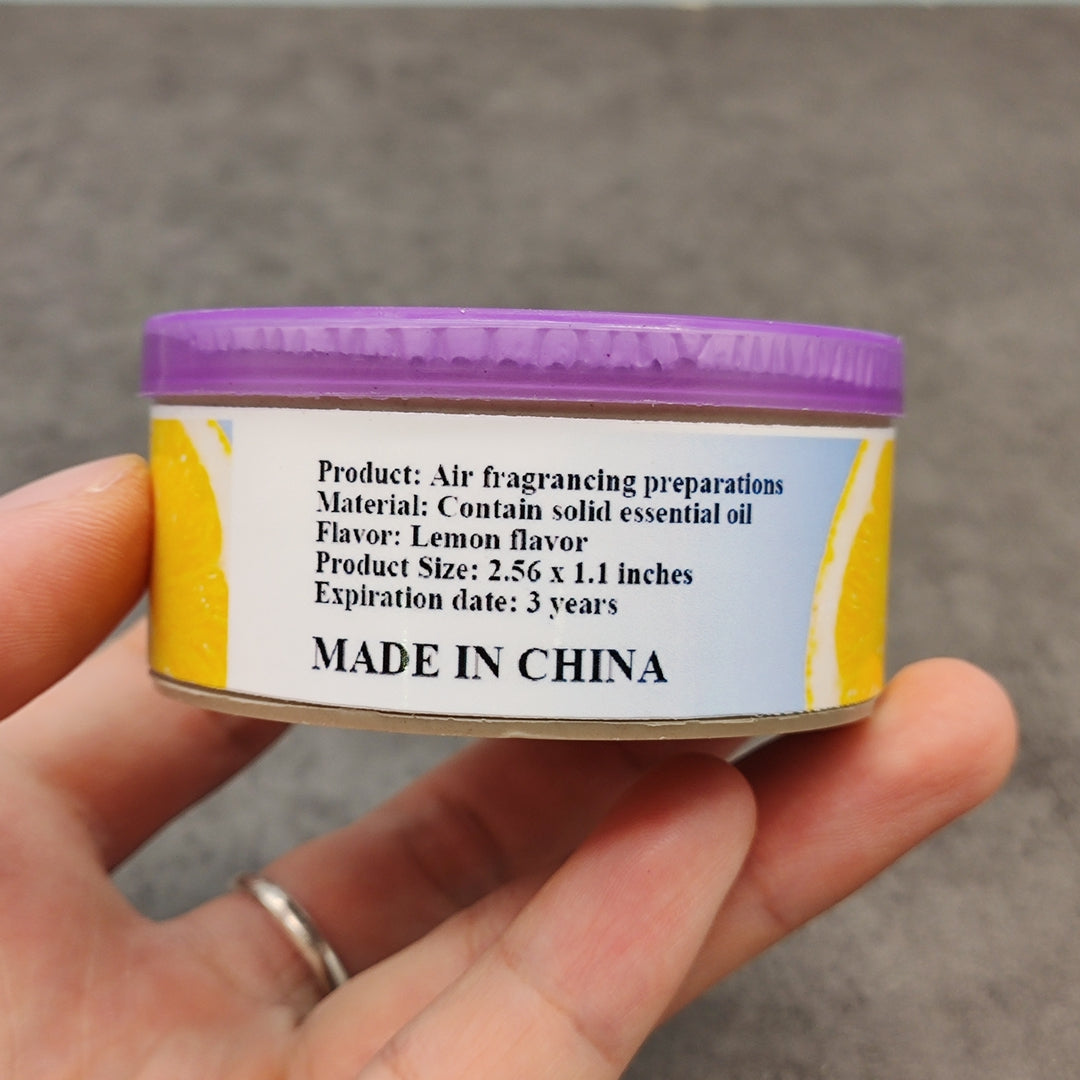 Product: Air fragrancing preparations
Material: Contain solid essential oil
Flavor: Lemon flavor
Product Size: 2.56 x 1.1 inches
Expiration date: 3 years
MADE IN CHINA